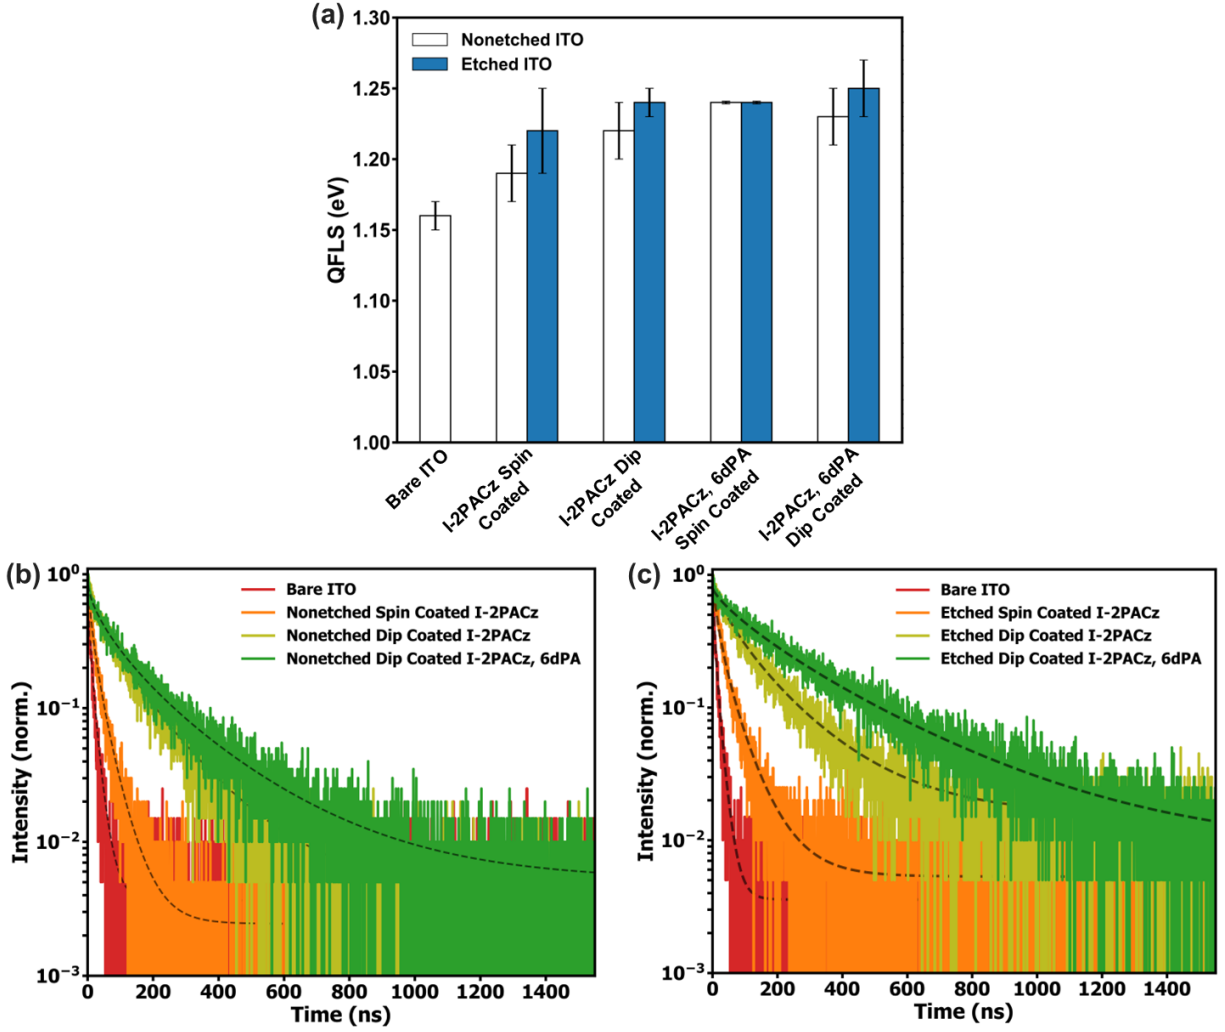 (a)
1.30
1.25
1.20
1.15
1.10
1.05
1.00
QFLS (eV)
Nonetched ITO
Etched ITO
Bare ITO
I-2PACz Spin
Coated
I-2PACz Dip
Coated
I-2PACz, 6dPA
Spin Coated
I-2PACz, 6dPA
Dip Coated
(b)
10⁰
10⁻¹
10⁻²
10⁻³
Intensity (norm.)
Bare ITO
Nonetched Spin Coated I-2PACz
Nonetched Dip Coated I-2PACz
Nonetched Dip Coated I-2PACz, 6dPA
0 200 400 600 800 1000 1200 1400
Time (ns)
(c)
10⁰
10⁻¹
10⁻²
10⁻³
Intensity (norm.)
Bare ITO
Etched Spin Coated I-2PACz
Etched Dip Coated I-2PACz
Etched Dip Coated I-2PACz, 6dPA
0 200 400 600 800 1000 1200 1400
Time (ns)